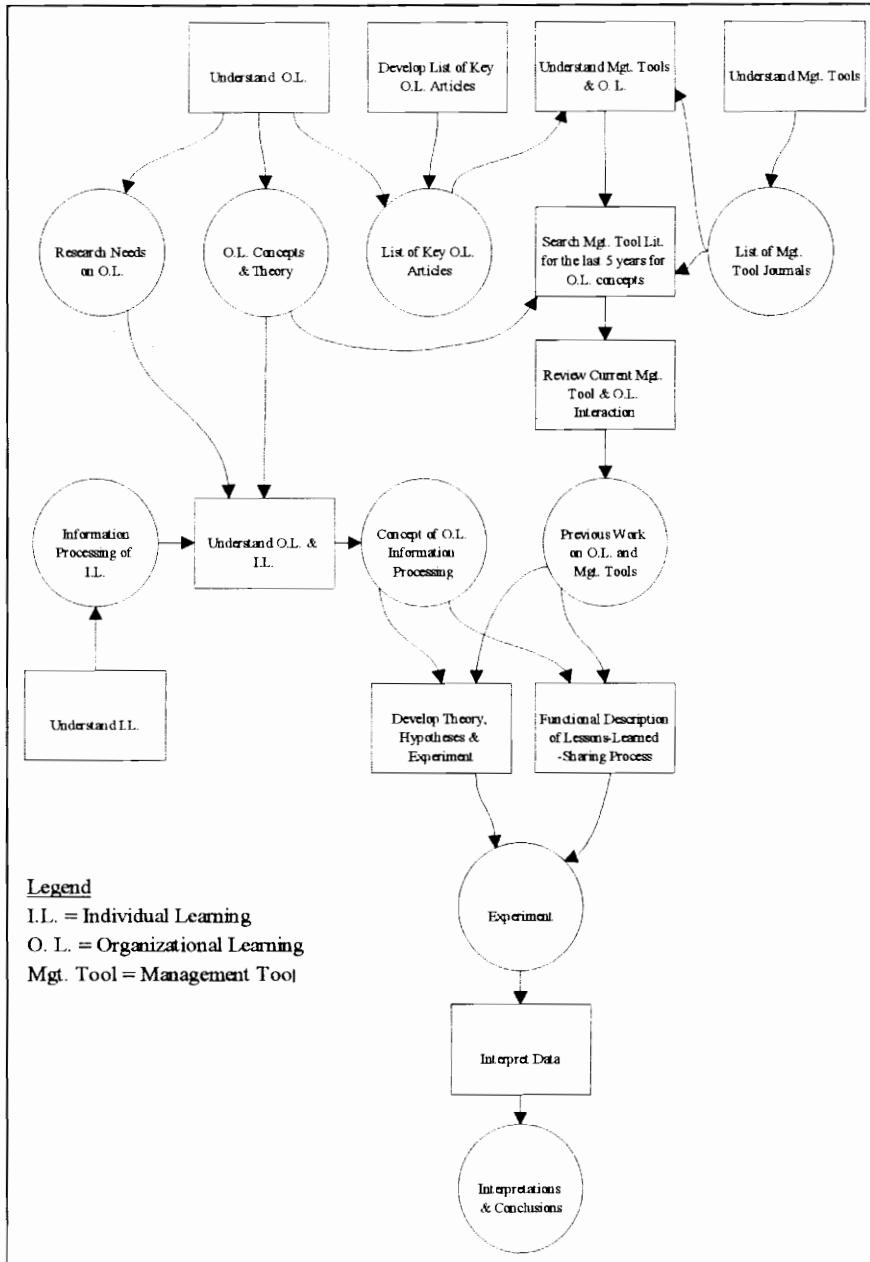 Understand O.L.
Develop List of Key
O.L. Articles
Understand Mgt. Tools
& O. L.
Understand Mgt. Tools
Research Needs
on O.L.
O.L. Concepts
& Theory
List of Key O.L.
Articles
Search Mgt. Tool Lit.
for the last 5 years for
O.L. concepts
List of Mgt.
Tool Journals
Review Current Mgt.
Tool & O.L.
Interaction
Information
Processing of
I.L.
Understand O.L. &
I.L.
Concept of O.L.
Information
Processing
Previous Work
on O.L. and
Mgt. Tools
Understand I.L.
Develop Theory,
Hypotheses &
Experiment
Functional Description
of Lessons-Learned
-Sharing Process
Experiment
Legend
I.L. = Individual Learning
O. L. = Organizational Learning
Mgt. Tool = Management Tool
Interpret Data
Interpretations
& Conclusions